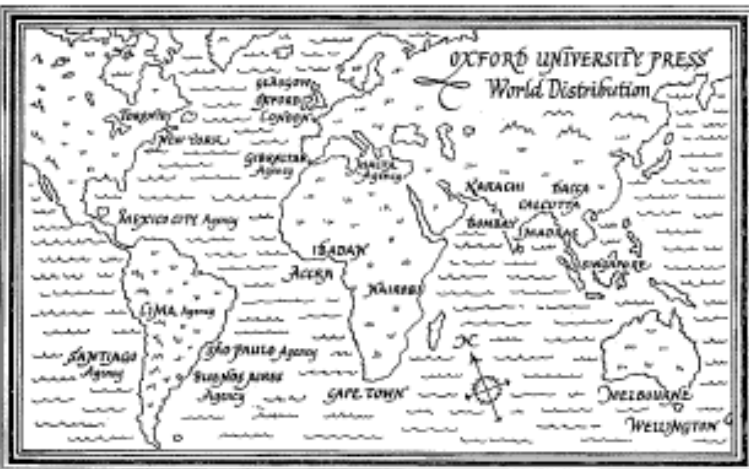 OXFORD UNIVERSITY PRESS
World Distribution
GLASGOW
OXFORD
LONDON
TORONTO
NEW YORK
GIBRALTAR
Agency
MALTA
Agency
KARACHI
DACCA
CALCUTTA
MEXICO CITY Agency
BOMBAY
MADRAS
IBADAN
SINGAPORE
ACCRA
NAIROBI
LIMA Agency
N
SANTIAGO
Agency
SÃO PAULO Agency
BUENOS AIRES
Agency
CAPE TOWN
MELBOURNE
WELLINGTON